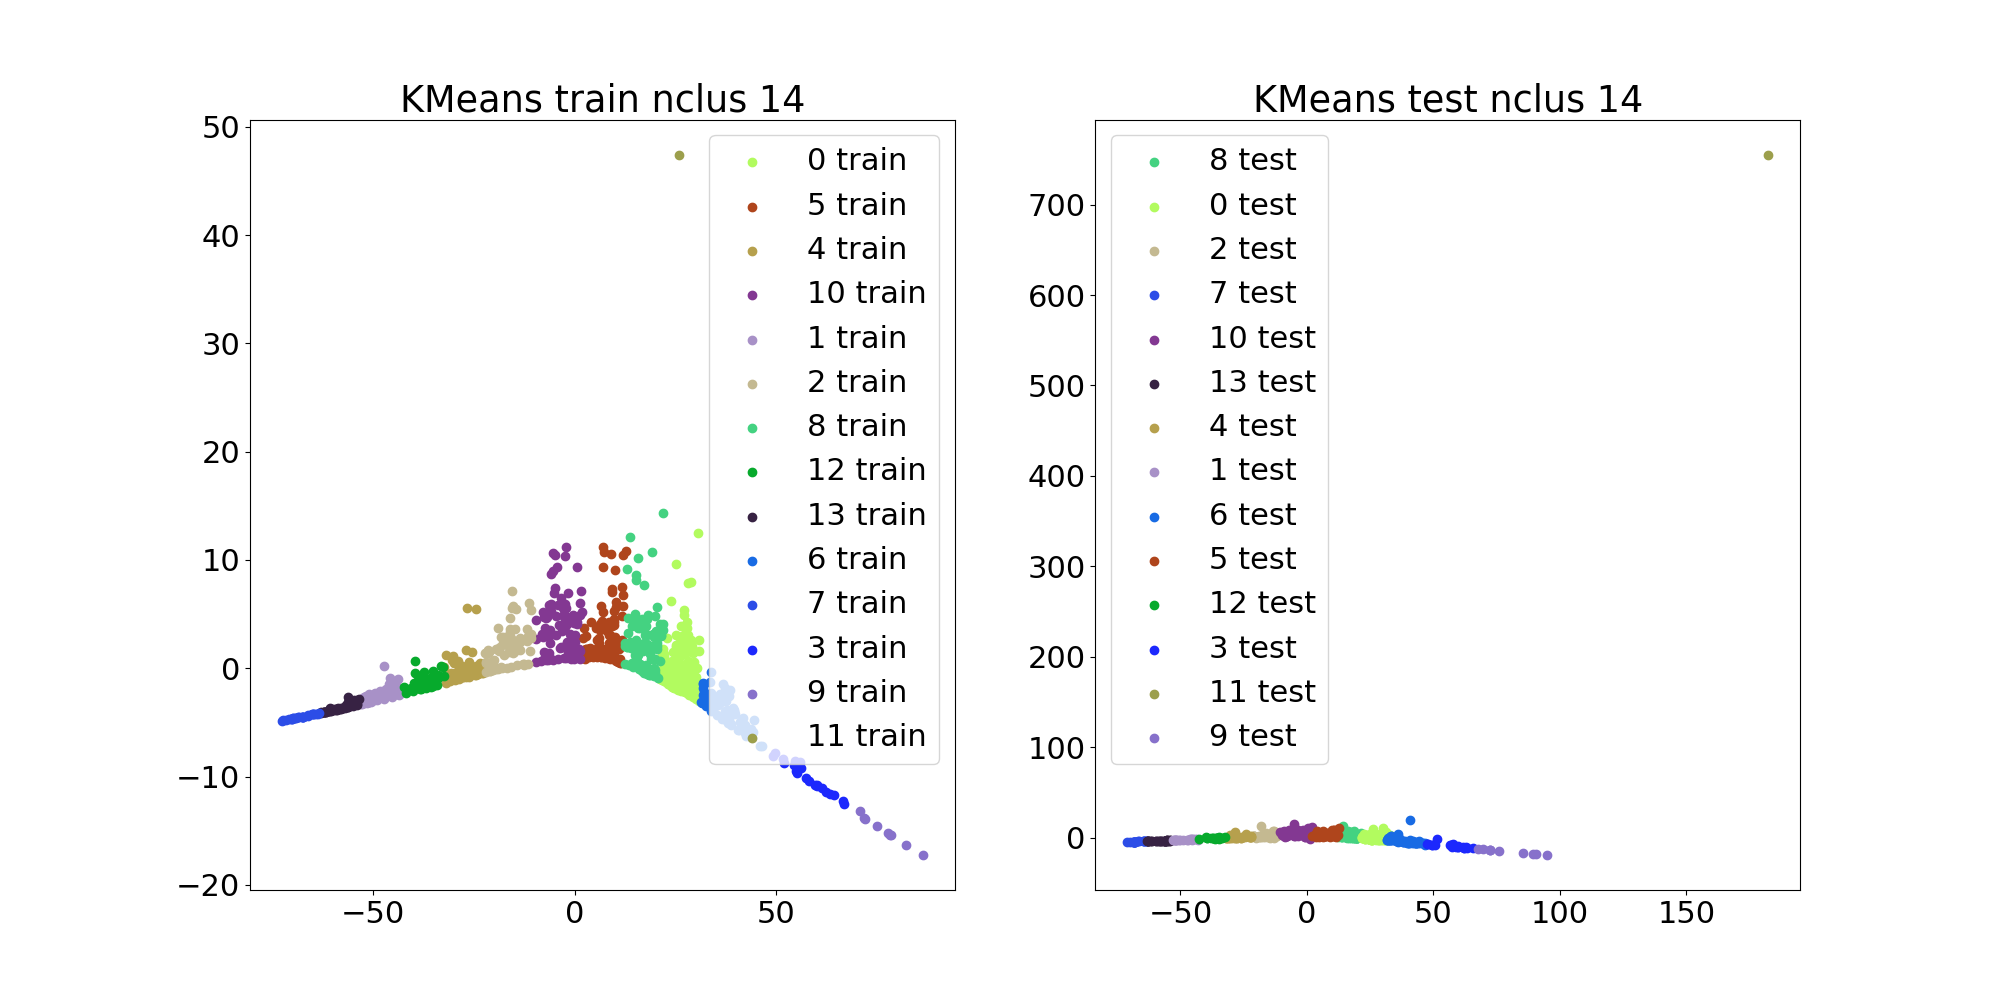 KMeans train nclus 14
50
40
30
20
10
0
−10
−20
−50
0
50
0 train
5 train
4 train
10 train
1 train
2 train
8 train
12 train
13 train
6 train
7 train
3 train
9 train
11 train
KMeans test nclus 14
700
600
500
400
300
200
100
0
−50
0
50
100
150
8 test
0 test
2 test
7 test
10 test
13 test
4 test
1 test
6 test
5 test
12 test
3 test
11 test
9 test